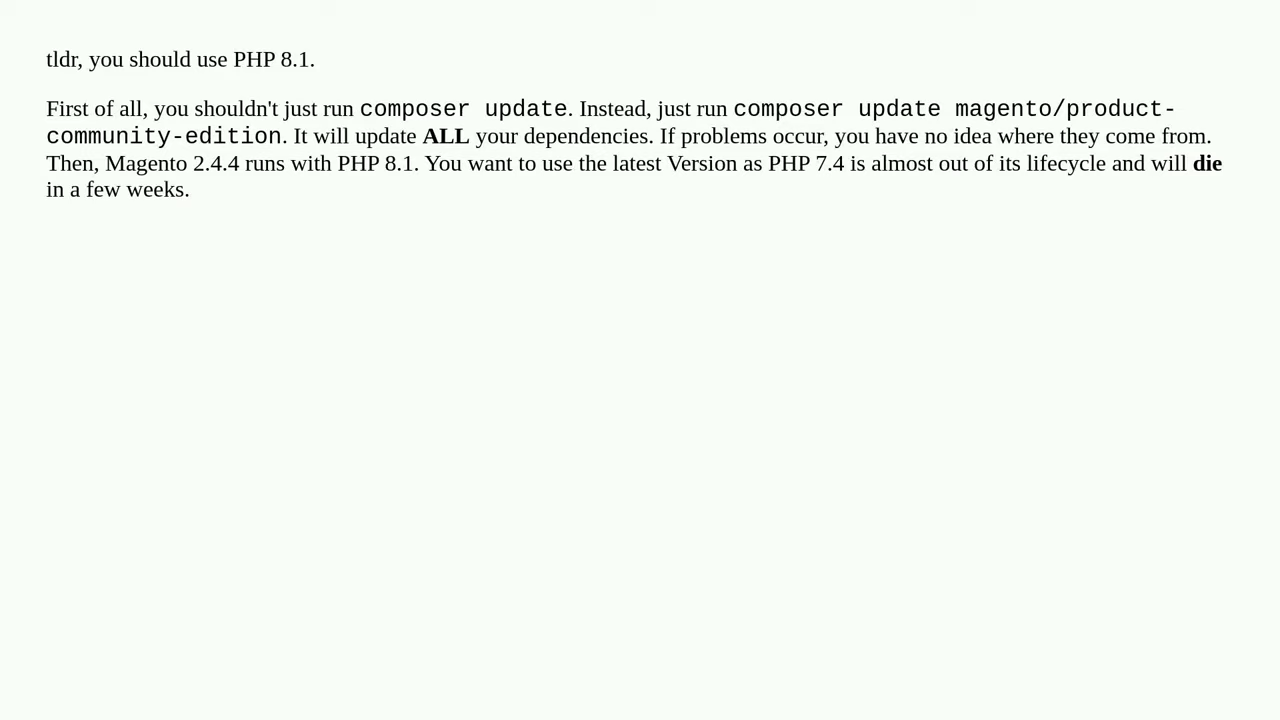 tldr, you should use PHP 8.1.
First of all, you shouldn't just run composer update. Instead, just run composer update magento/product-
community-edition. It will update ALL your dependencies. If problems occur, you have no idea where they come from.
Then, Magento 2.4.4 runs with PHP 8.1. You want to use the latest Version as PHP 7.4 is almost out of its lifecycle and will die
in a few weeks.